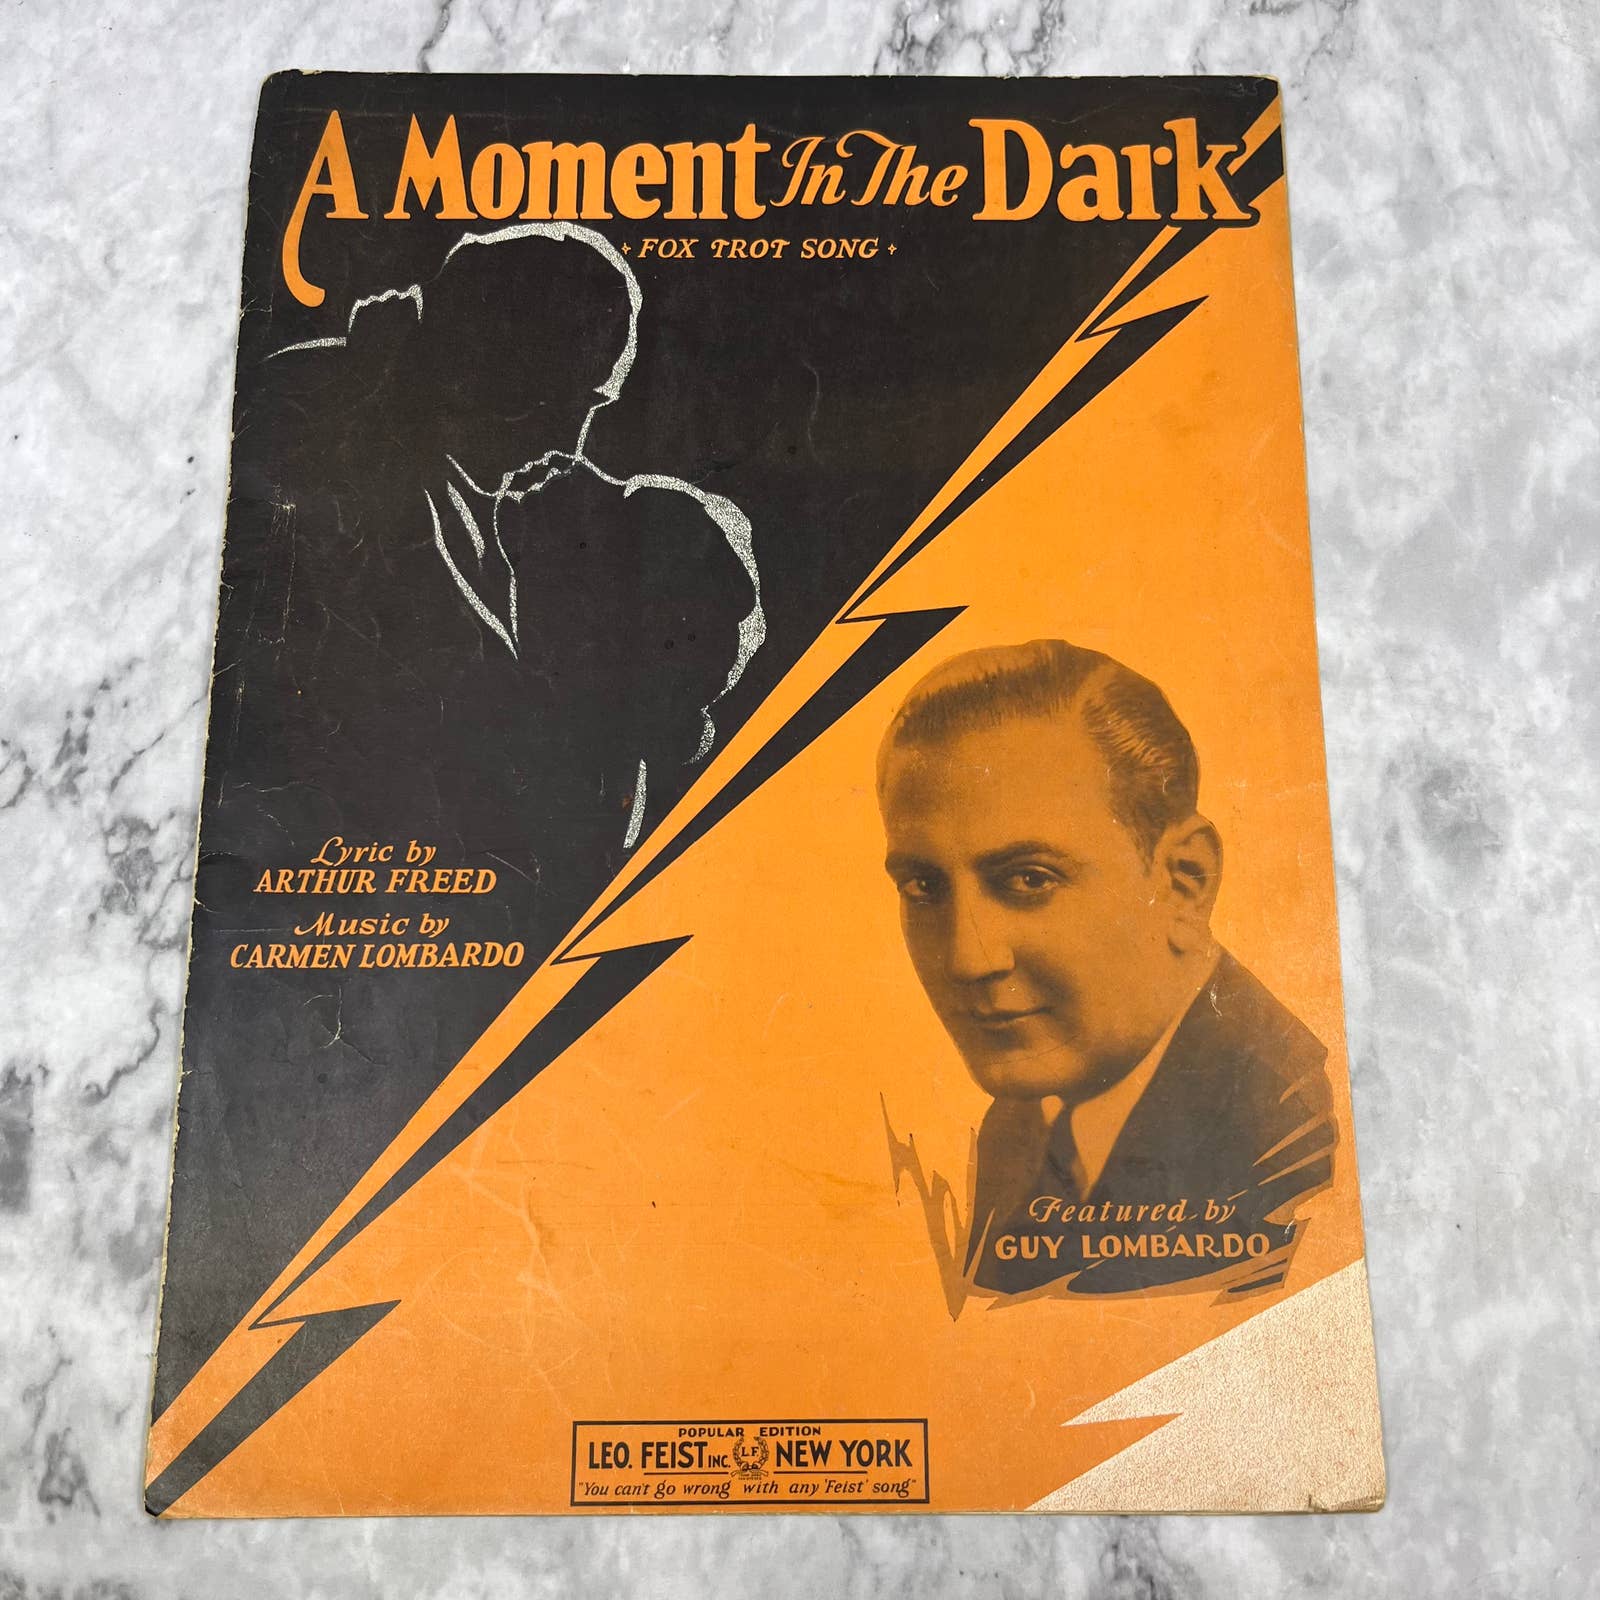 A Moment In The Dark
FOX TROT SONG
Lyric by
ARTHUR FREED
Music by
CARMEN LOMBARDO
Featured by
GUY LOMBARDO
POPULAR EDITION
LEO. FEIST INC. LF NEW YORK
"You can't go wrong with any 'Feist' song"